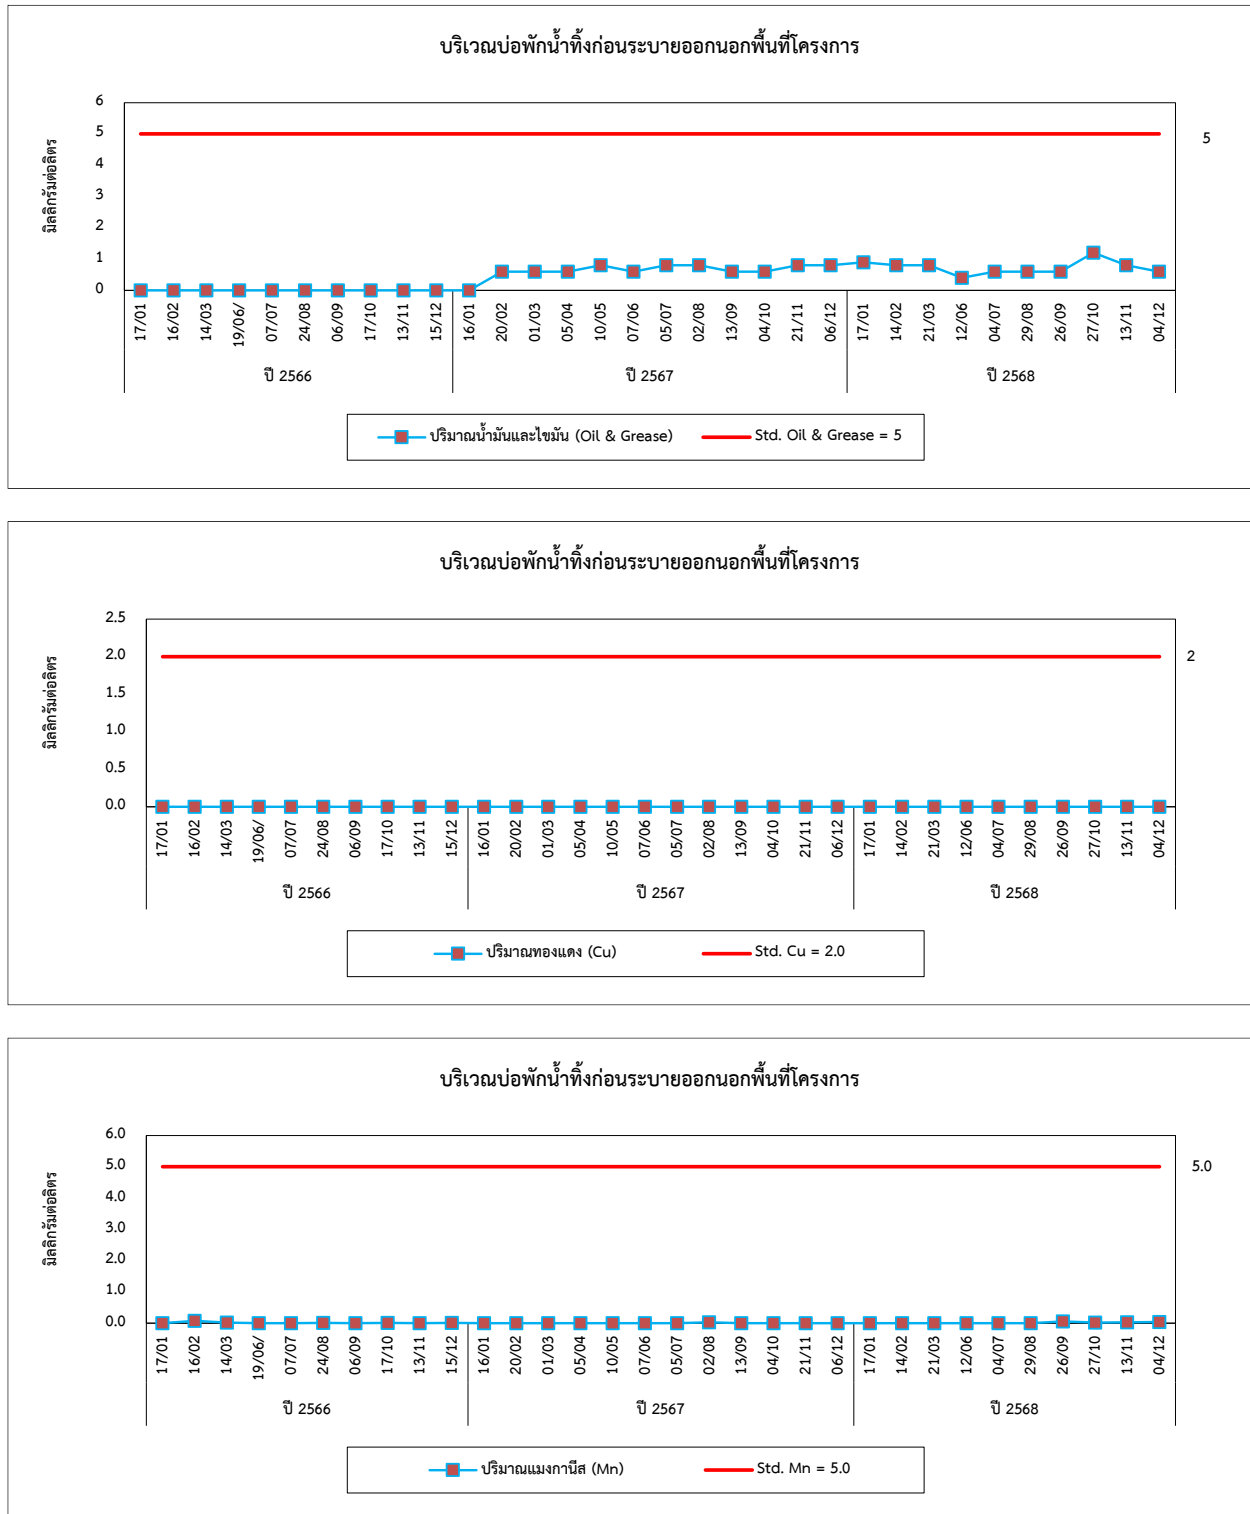 บริเวณบ่อพักน้ำทิ้งก่อนระบายออกนอกพื้นที่โครงการ
มิลลิกรัมต่อลิตร
6
5
4
3
2
1
0
5
17/01 16/02 14/03 19/06/ 07/07 24/08 06/09 17/10 13/11 15/12 16/01 20/02 01/03 05/04 10/05 07/06 05/07 02/08 13/09 04/10 21/11 06/12 17/01 14/02 21/03 12/06 04/07 29/08 26/09 27/10 13/11 04/12
ปี 2566 ปี 2567 ปี 2568
ปริมาณน้ำมันและไขมัน (Oil & Grease) Std. Oil & Grease = 5
บริเวณบ่อพักน้ำทิ้งก่อนระบายออกนอกพื้นที่โครงการ
มิลลิกรัมต่อลิตร
2.5
2.0
1.5
1.0
0.5
0.0
2
17/01 16/02 14/03 19/06/ 07/07 24/08 06/09 17/10 13/11 15/12 16/01 20/02 01/03 05/04 10/05 07/06 05/07 02/08 13/09 04/10 21/11 06/12 17/01 14/02 21/03 12/06 04/07 29/08 26/09 27/10 13/11 04/12
ปี 2566 ปี 2567 ปี 2568
ปริมาณทองแดง (Cu) Std. Cu = 2.0
บริเวณบ่อพักน้ำทิ้งก่อนระบายออกนอกพื้นที่โครงการ
มิลลิกรัมต่อลิตร
6.0
5.0
4.0
3.0
2.0
1.0
0.0
5.0
17/01 16/02 14/03 19/06/ 07/07 24/08 06/09 17/10 13/11 15/12 16/01 20/02 01/03 05/04 10/05 07/06 05/07 02/08 13/09 04/10 21/11 06/12 17/01 14/02 21/03 12/06 04/07 29/08 26/09 27/10 13/11 04/12
ปี 2566 ปี 2567 ปี 2568
ปริมาณแมงกานีส (Mn) Std. Mn = 5.0